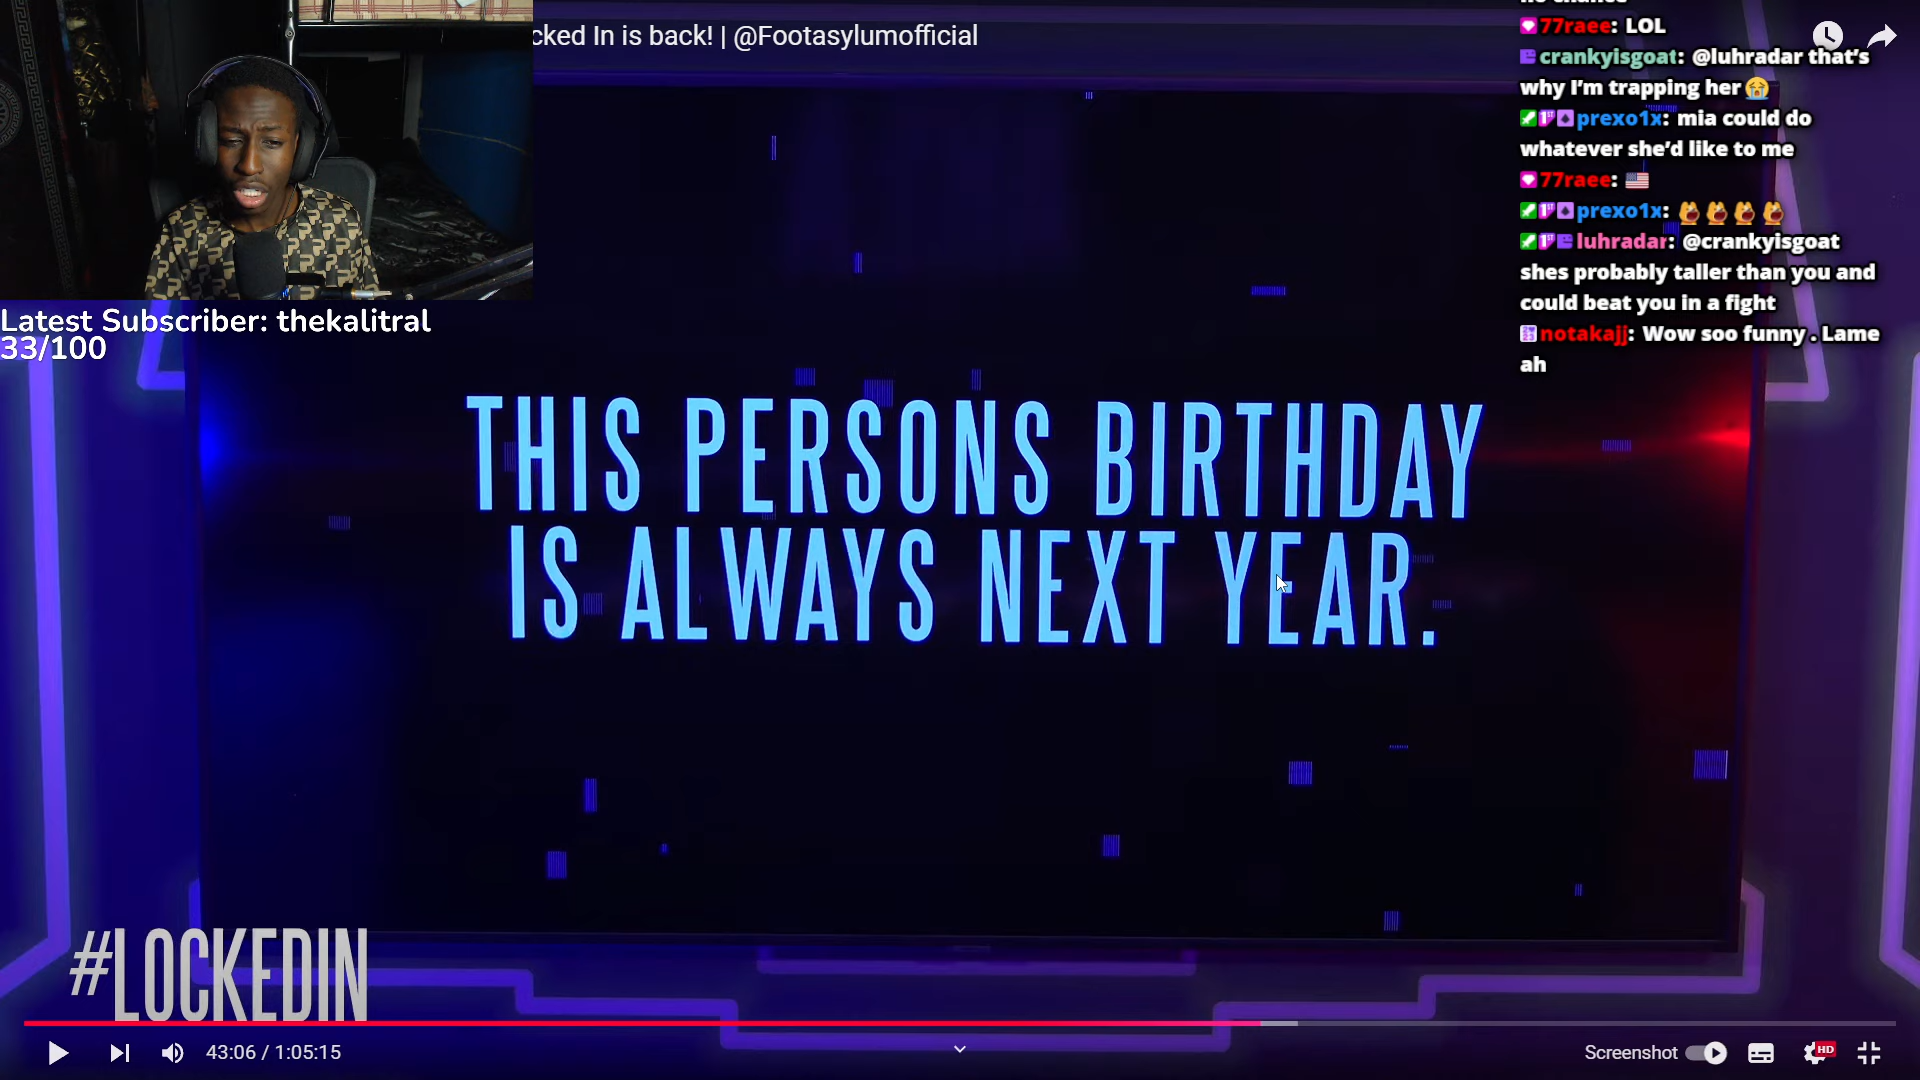 cked In is back! | @Footasylumofficial
Latest Subscriber: thekalitral
33/100
77raee: LOL
crankyisgoat: @luhradar that's
why I'm trapping her
prexo1x: mia could do
whatever she'd like to me
77raee:
prexo1x:
luhradar: @crankyisgoat
shes probably taller than you and
could beat you in a fight
notakajj: Wow soo funny . Lame
ah
THIS PERSONS BIRTHDAY
IS ALWAYS NEXT YEAR.
#LOCKEDIN
43:06 / 1:05:15
Screenshot
HD